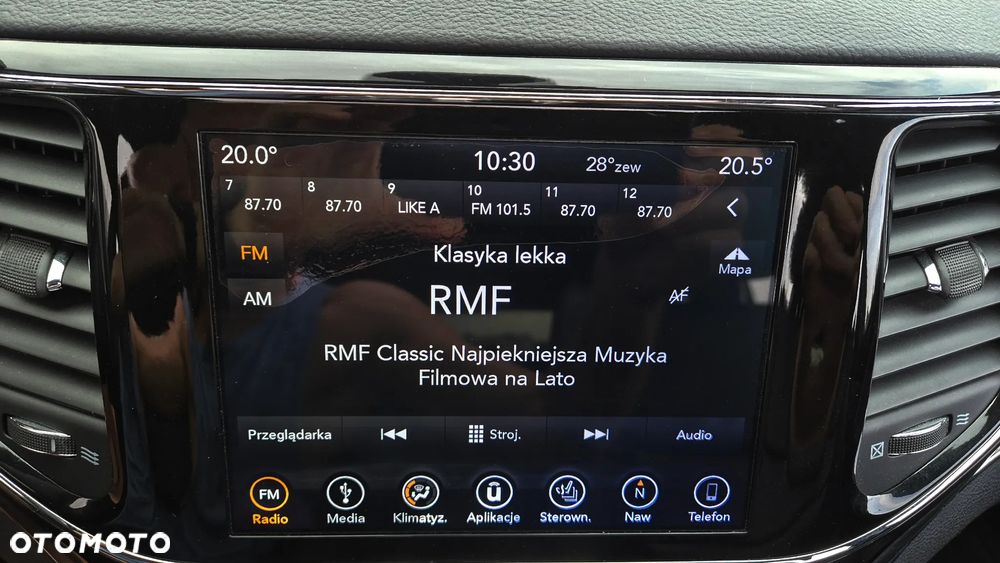 20.0° 10:30 28°zew 20.5°
7 8 9 10 11 12
87.70 87.70 LIKE A FM 101.5 87.70 87.70
FM
Klasyka lekka
Mapa
AM
RMF
AF
RMF Classic Najpiekniejsza Muzyka
Filmowa na Lato
Przeglądarka Stroj. Audio
FM N
Radio Media Klimatyz. Aplikacje Sterown. Naw Telefon
OTOMOTO